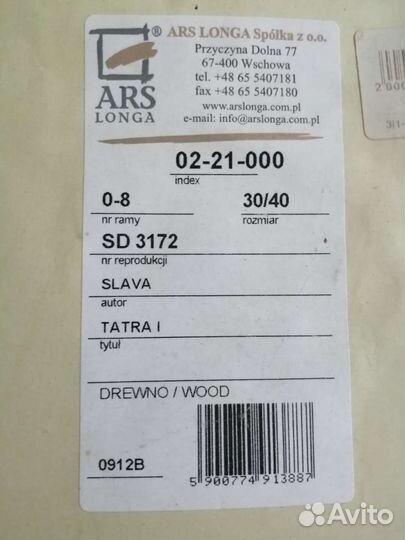 ® ARS LONGA Spółka z o.o.
Przyczyna Dolna 77
67-400 Wschowa
tel. +48 65 5407181
fax +48 65 5407180
www.arslonga.com.pl
e-mail: info@arslonga.com.pl
ARS
LONGA
02-21-000
index
0-8 30/40
nr ramy rozmiar
SD 3172
nr reprodukcji
SLAVA
autor
TATRA I
tytuł
DREWNO / WOOD
0912B
5 900774 913887
Avito